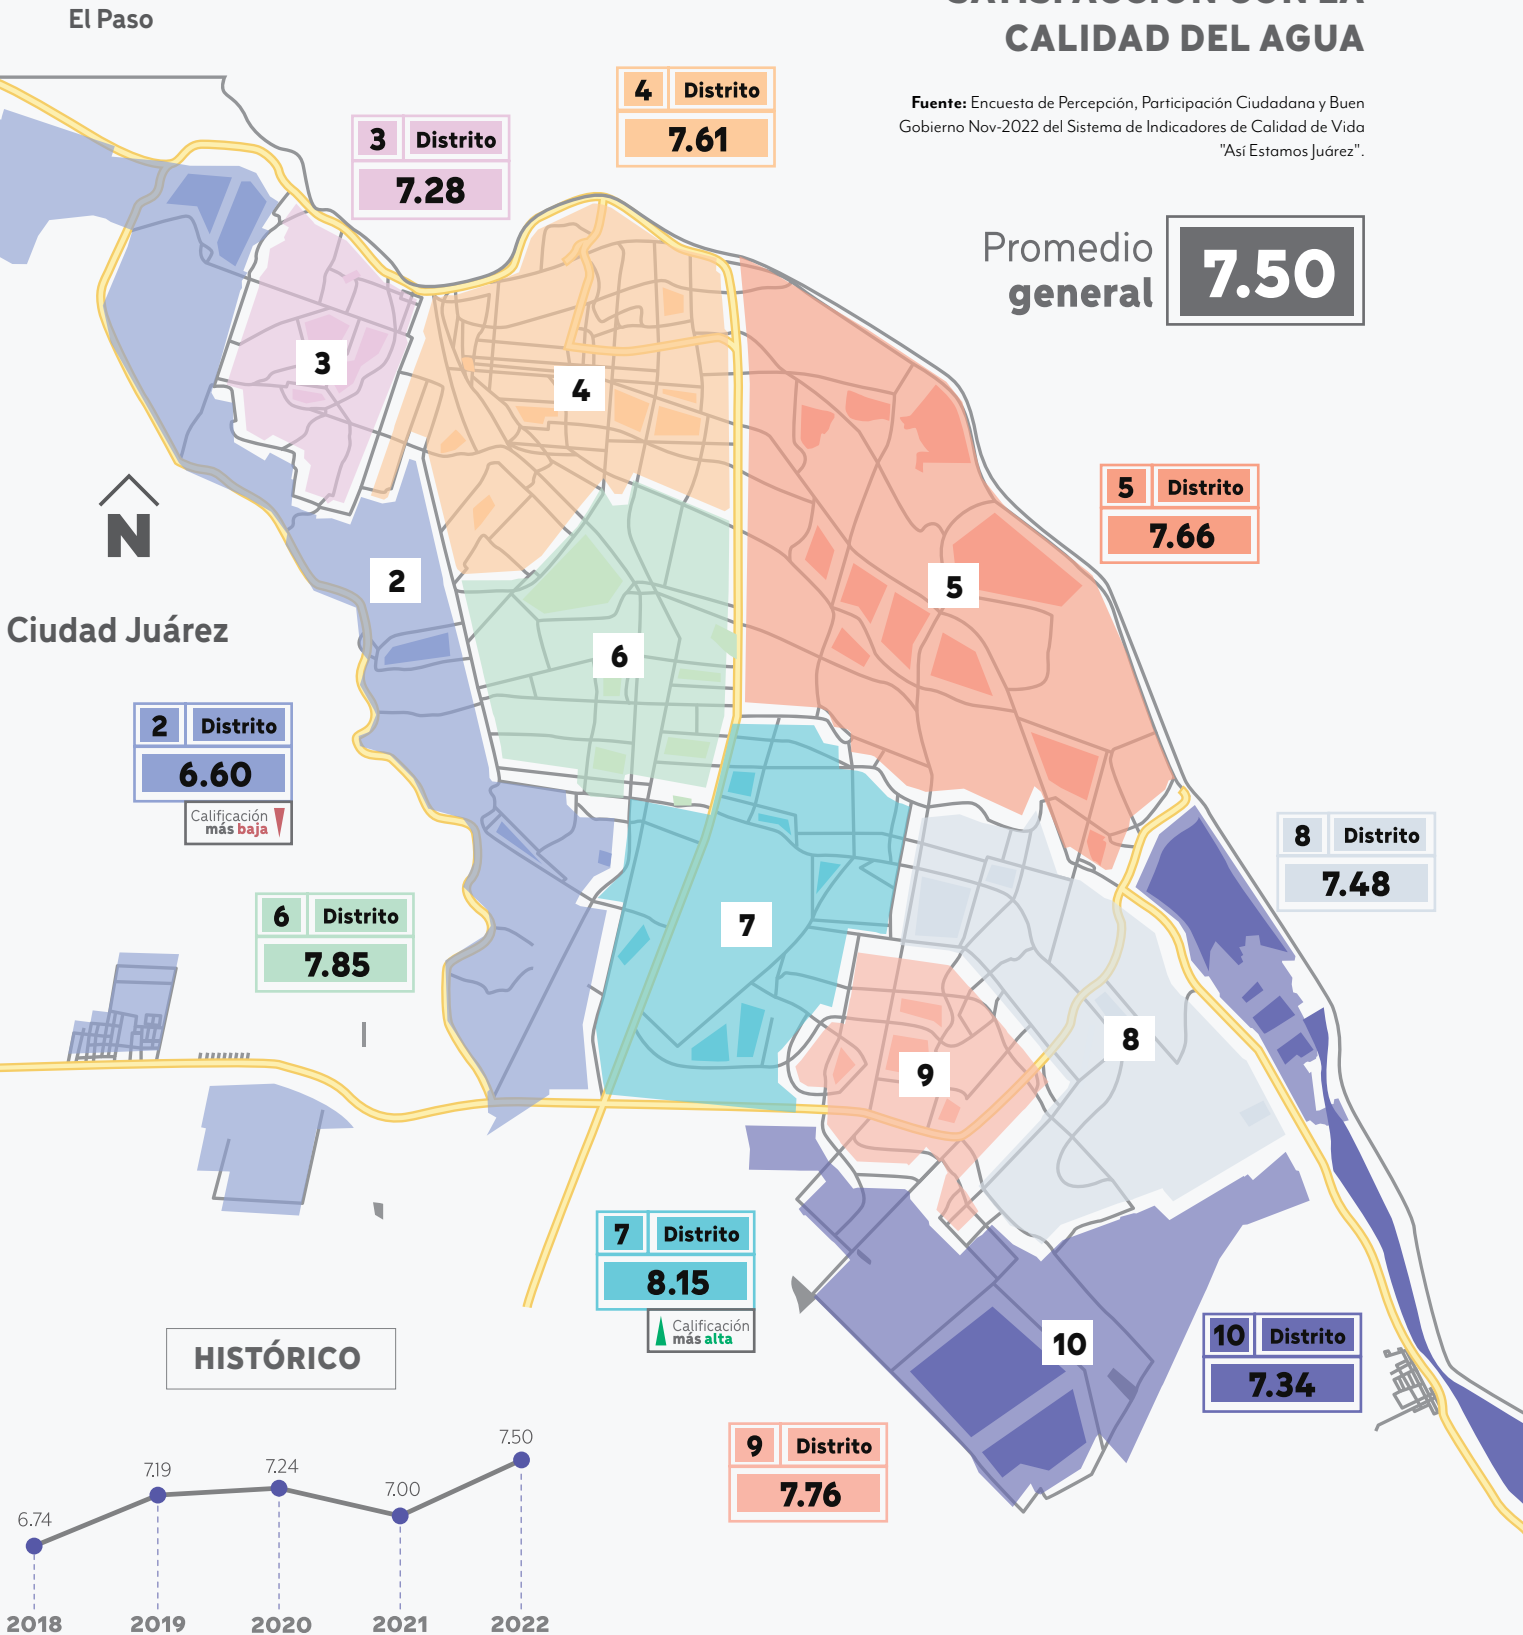 El Paso
CALIDAD DEL AGUA
Fuente: Encuesta de Percepción, Participación Ciudadana y Buen
Gobierno Nov-2022 del Sistema de Indicadores de Calidad de Vida
"Así Estamos Juárez".
Promedio
general
7.50
4 Distrito
7.61
3 Distrito
7.28
3
4
5 Distrito
7.66
N
2
5
Ciudad Juárez
6
2 Distrito
6.60
Calificación
más baja
8 Distrito
7.48
6 Distrito
7.85
7
8
9
7 Distrito
8.15
Calificación
más alta
10
10 Distrito
7.34
9 Distrito
7.76
HISTÓRICO
6.74
7.19
7.24
7.00
7.50
2018 2019 2020 2021 2022